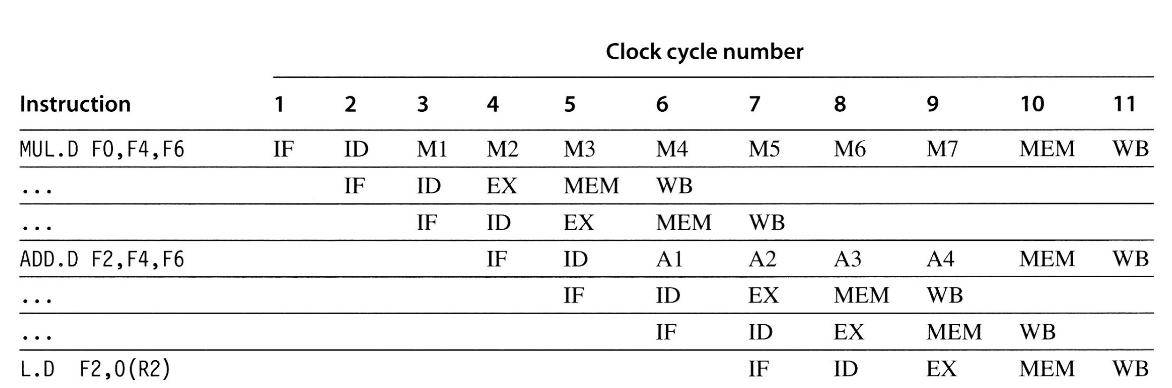 Clock cycle number
Instruction 1 2 3 4 5 6 7 8 9 10 11
MUL.D F0,F4,F6 IF ID M1 M2 M3 M4 M5 M6 M7 MEM WB
... IF ID EX MEM WB
... IF ID EX MEM WB
ADD.D F2,F4,F6 IF ID A1 A2 A3 A4 MEM WB
... IF ID EX MEM WB
... IF ID EX MEM WB
L.D F2,0(R2) IF ID EX MEM WB